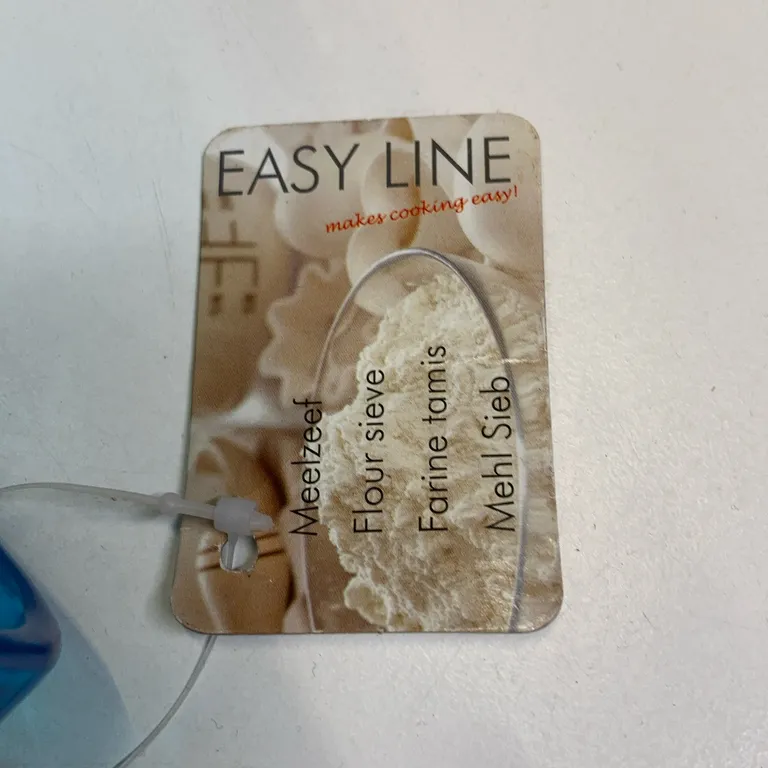 EASY LINE
makes cooking easy!
Meelzeef
Flour sieve
Farine tamis
Mehl Sieb